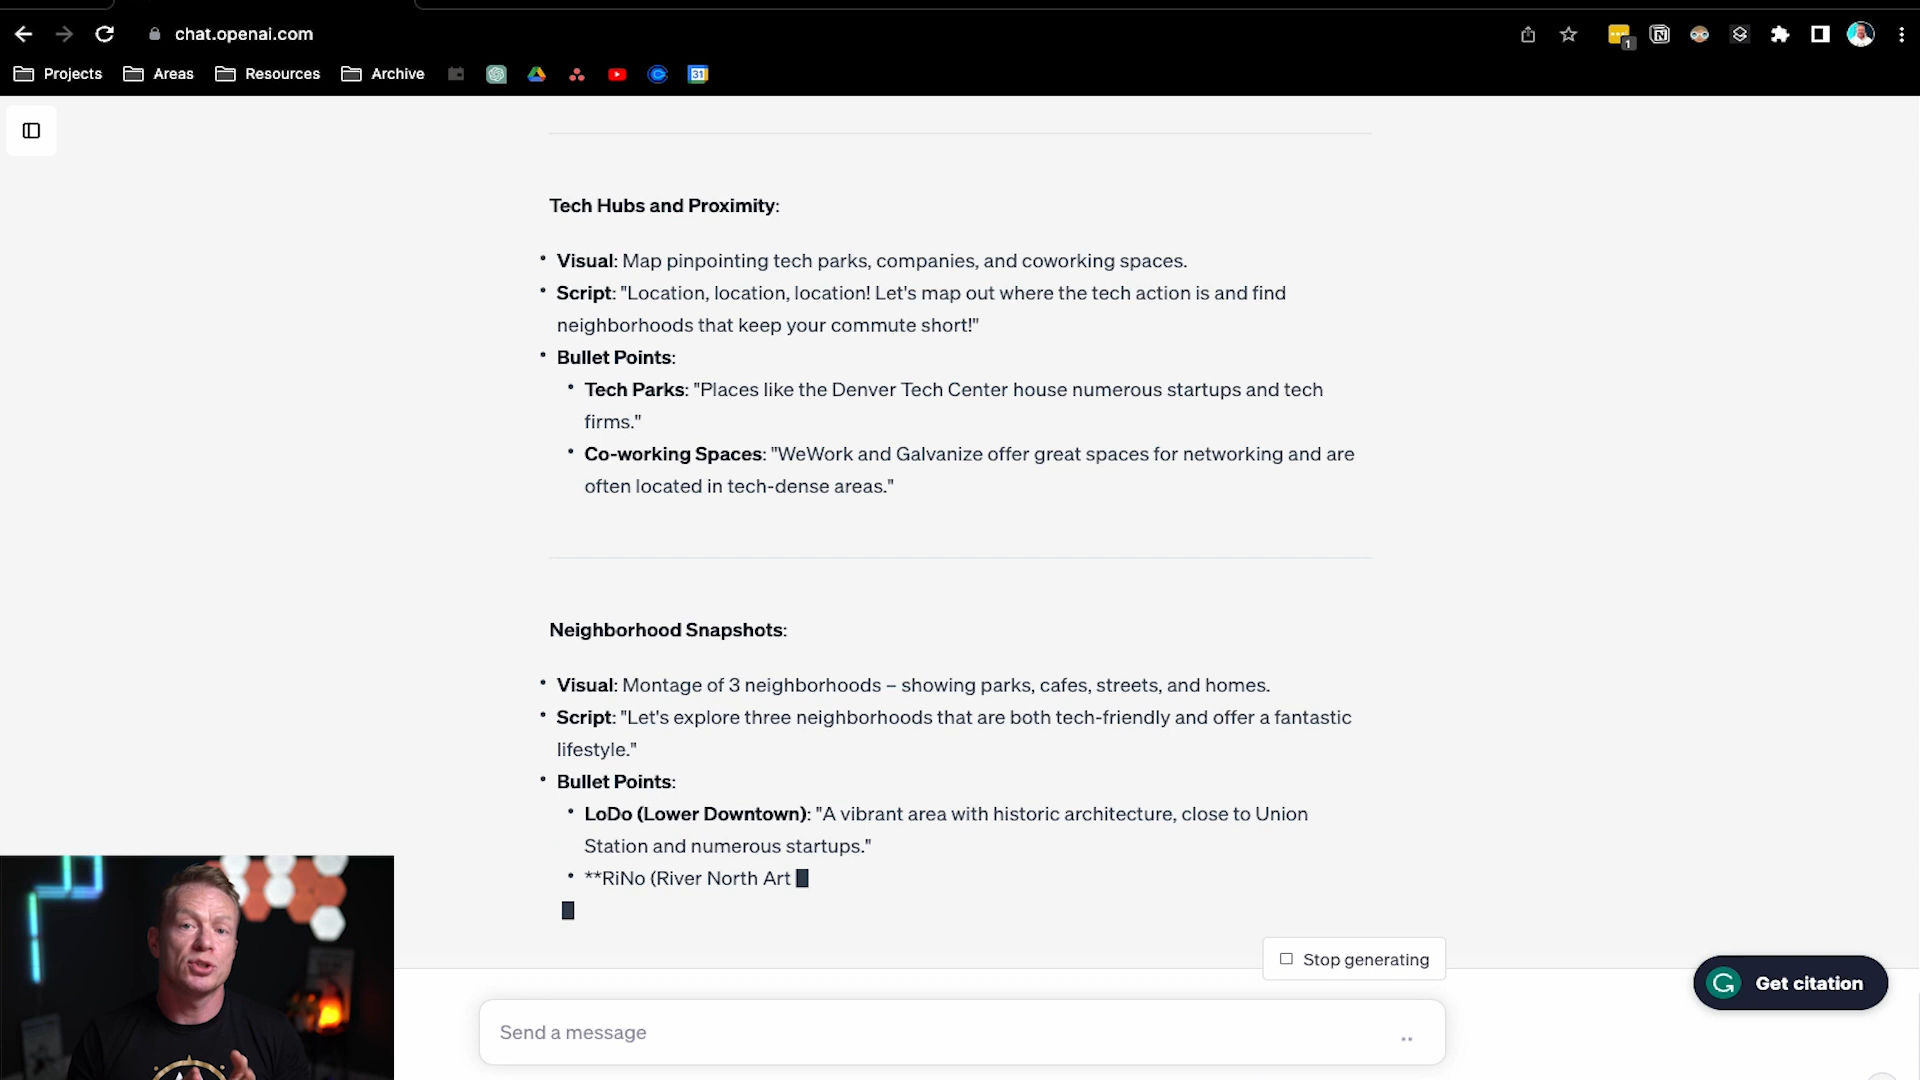 chat.openai.com
1
Projects
Areas
Resources
Archive
31
Tech Hubs and Proximity:
• Visual: Map pinpointing tech parks, companies, and coworking spaces.
• Script: "Location, location, location! Let's map out where the tech action is and find
neighborhoods that keep your commute short!"
• Bullet Points:
• Tech Parks: "Places like the Denver Tech Center house numerous startups and tech
firms."
• Co-working Spaces: "WeWork and Galvanize offer great spaces for networking and are
often located in tech-dense areas."
Neighborhood Snapshots:
• Visual: Montage of 3 neighborhoods – showing parks, cafes, streets, and homes.
• Script: "Let's explore three neighborhoods that are both tech-friendly and offer a fantastic
lifestyle."
• Bullet Points:
• LoDo (Lower Downtown): "A vibrant area with historic architecture, close to Union
Station and numerous startups."
• **RiNo (River North Art
Stop generating
Get citation
Send a message